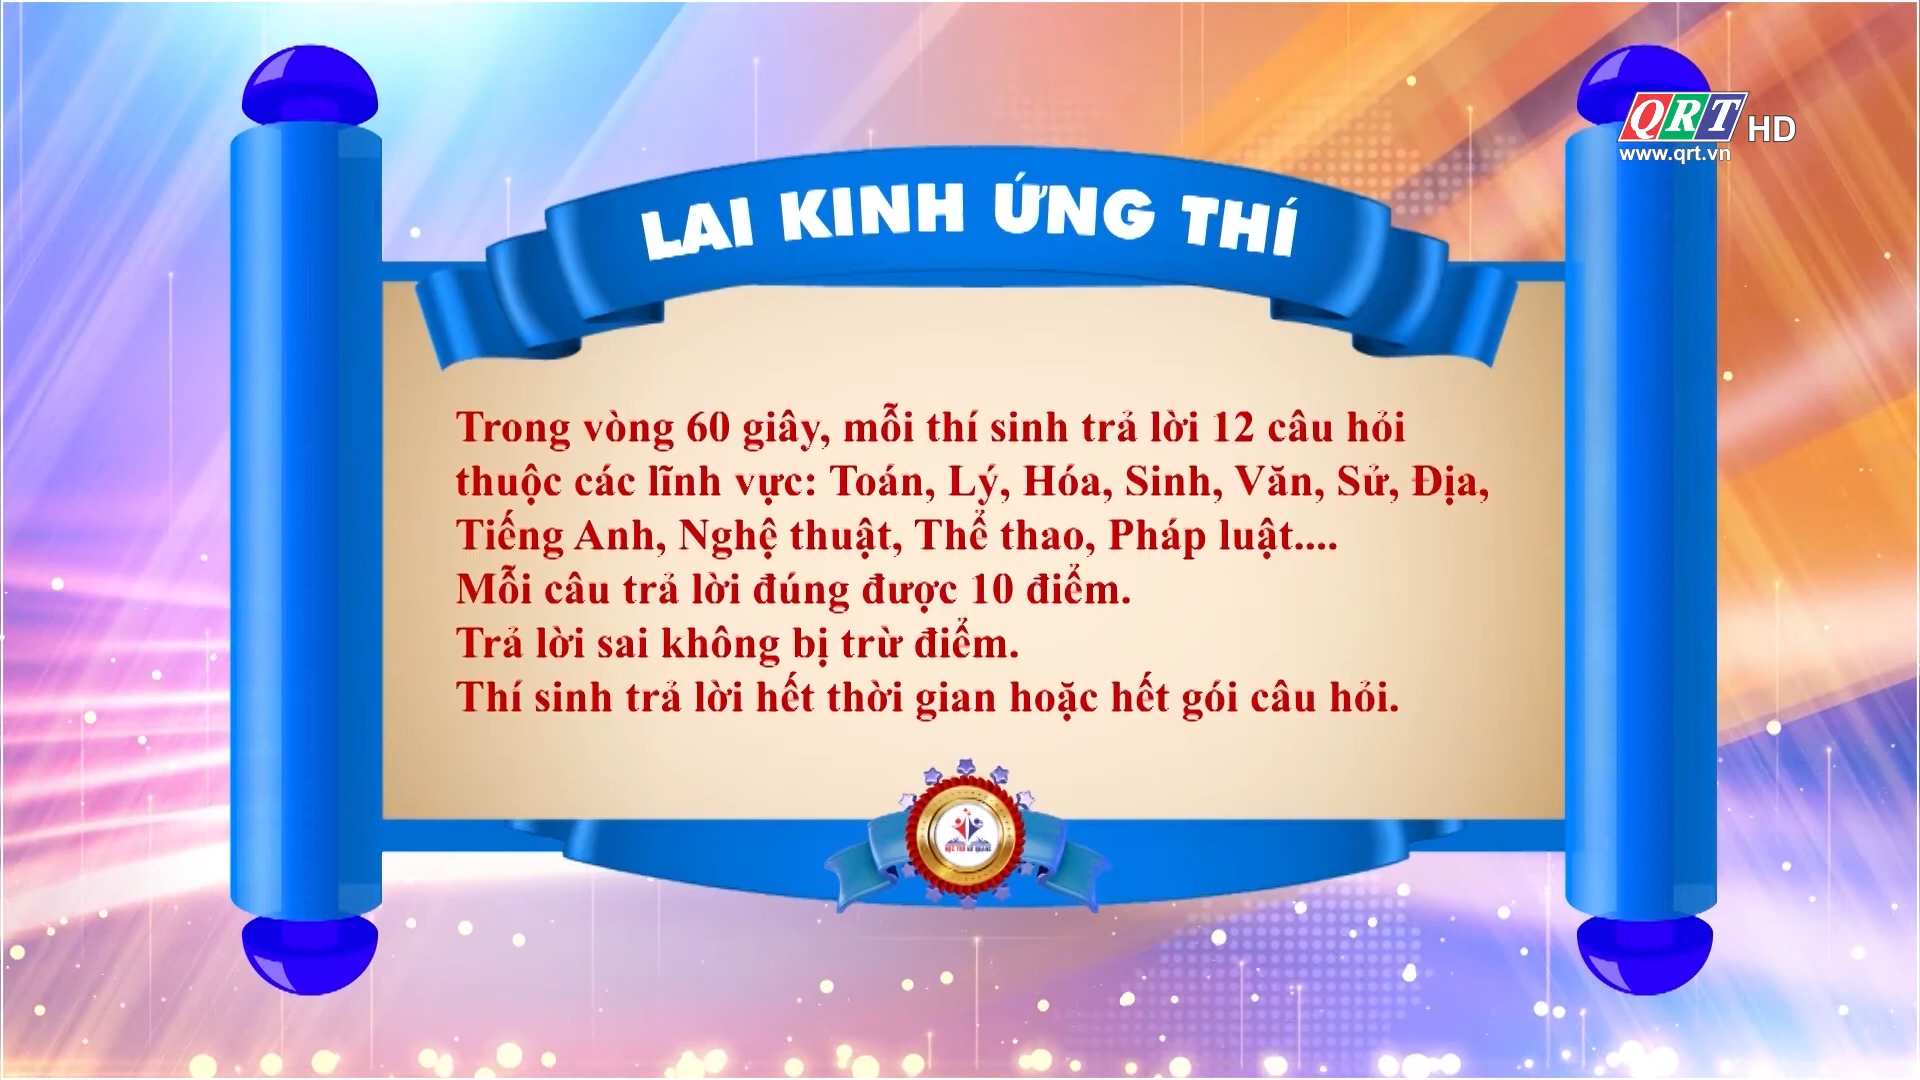 QRT HD
www.qrt.vn
LAI KINH ỨNG THÍ
Trong vòng 60 giây, mỗi thí sinh trả lời 12 câu hỏi
thuộc các lĩnh vực: Toán, Lý, Hóa, Sinh, Văn, Sử, Địa,
Tiếng Anh, Nghệ thuật, Thể thao, Pháp luật....
Mỗi câu trả lời đúng được 10 điểm.
Trả lời sai không bị trừ điểm.
Thí sinh trả lời hết thời gian hoặc hết gói câu hỏi.